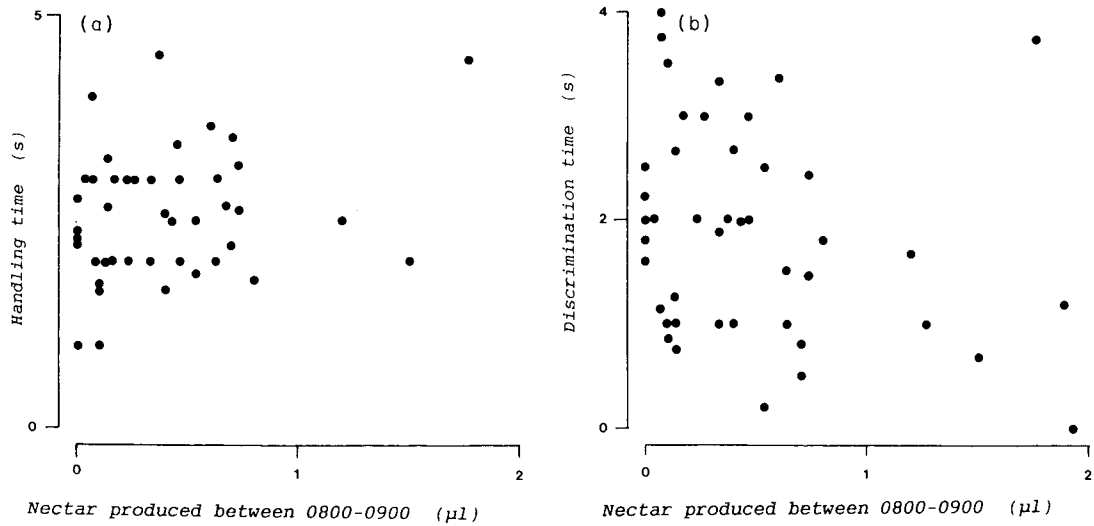 5
(a)
Handling time (s)
0
0
1
2
Nectar produced between 0800-0900 (µl)
4
(b)
Discrimination time (s)
2
0
0
1
2
Nectar produced between 0800-0900 (µl)